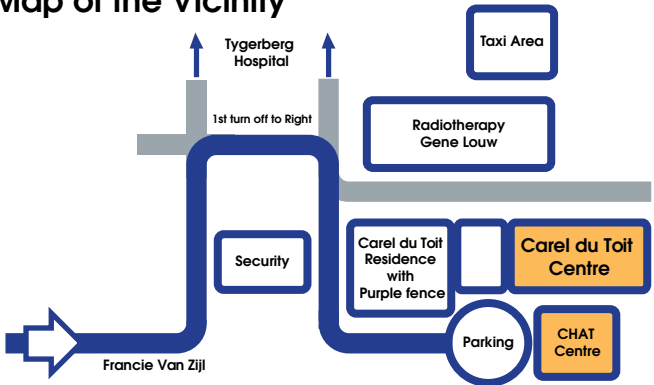 Map of the Vicinity
Tygerberg
Hospital
Taxi Area
1st turn off to Right
Radiotherapy
Gene Louw
Security
Carel du Toit
Residence
with
Purple fence
Carel du Toit
Centre
Parking
CHAT
Centre
Francie Van Zijl